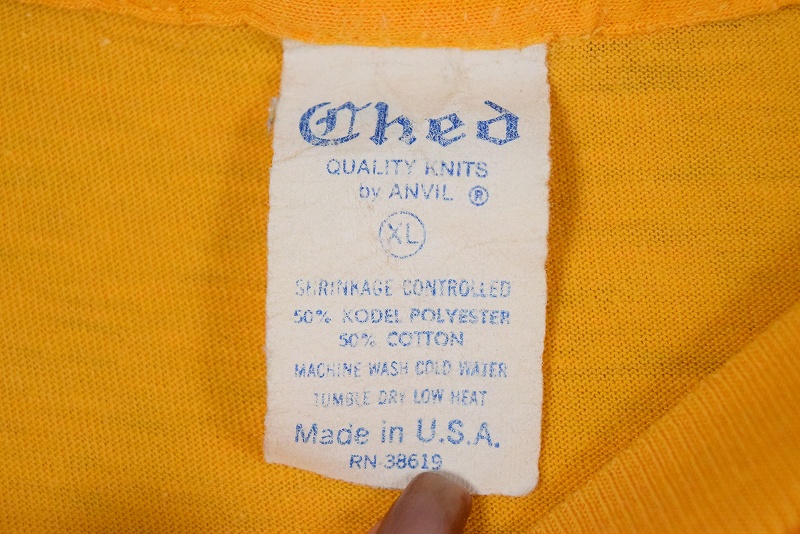 Ched
QUALITY KNITS
by ANVIL ®
XL
SHRINKAGE CONTROLLED
50% KODEL POLYESTER
50% COTTON
MACHINE WASH COLD WATER
TUMBLE DRY LOW HEAT
Made in U.S.A.
RN-38619